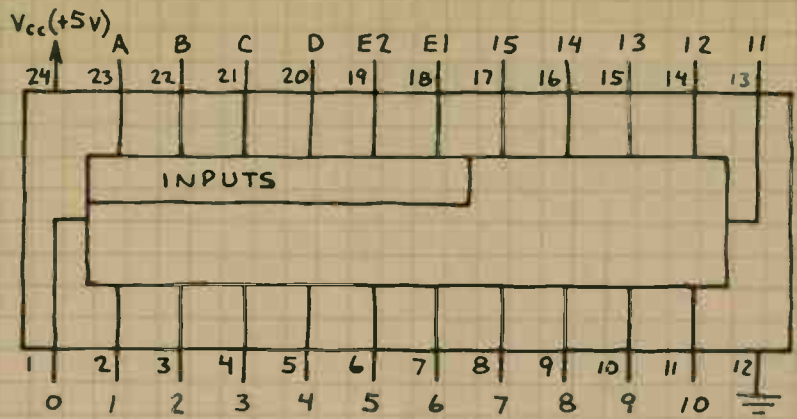 Vcc(+5V)
A B C D E2 E1 15 14 13 12 11
24 23 22 21 20 19 18 17 16 15 14 13
INPUTS
1 2 3 4 5 6 7 8 9 10 11 12
0 1 2 3 4 5 6 7 8 9 10